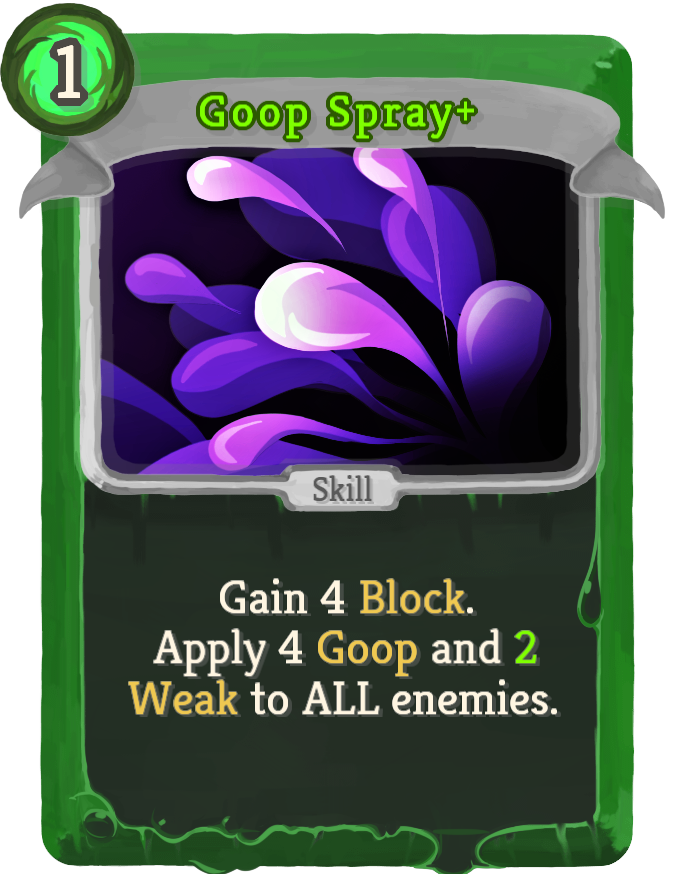 1
Goop Spray+
Skill
Gain 4 Block.
Apply 4 Goop and 2
Weak to ALL enemies.